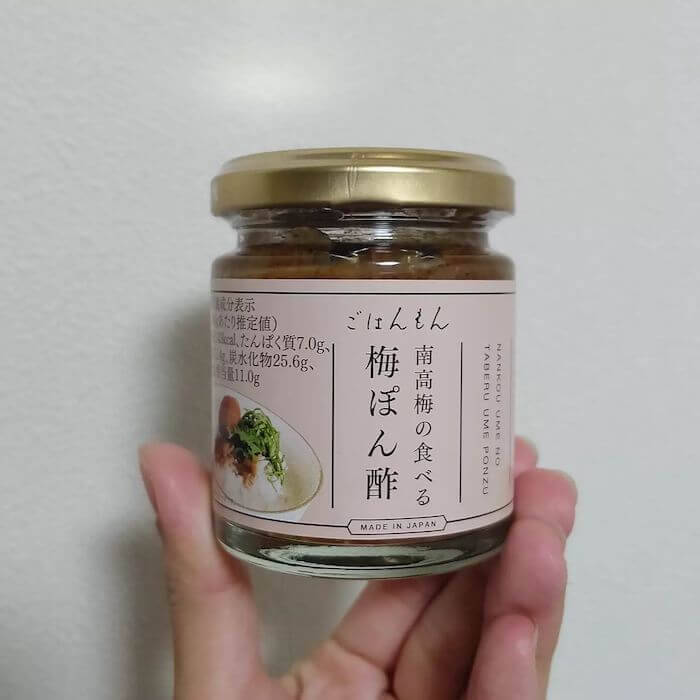 成分表示
あたり推定値)
kcal、たんぱく質7.0g、
g、炭水化物25.6g、
当量11.0g
ごはんもん
南高梅の食べる
梅ぽん酢
NANKOU UME NO
TABERU UME PONZU
MADE IN JAPAN